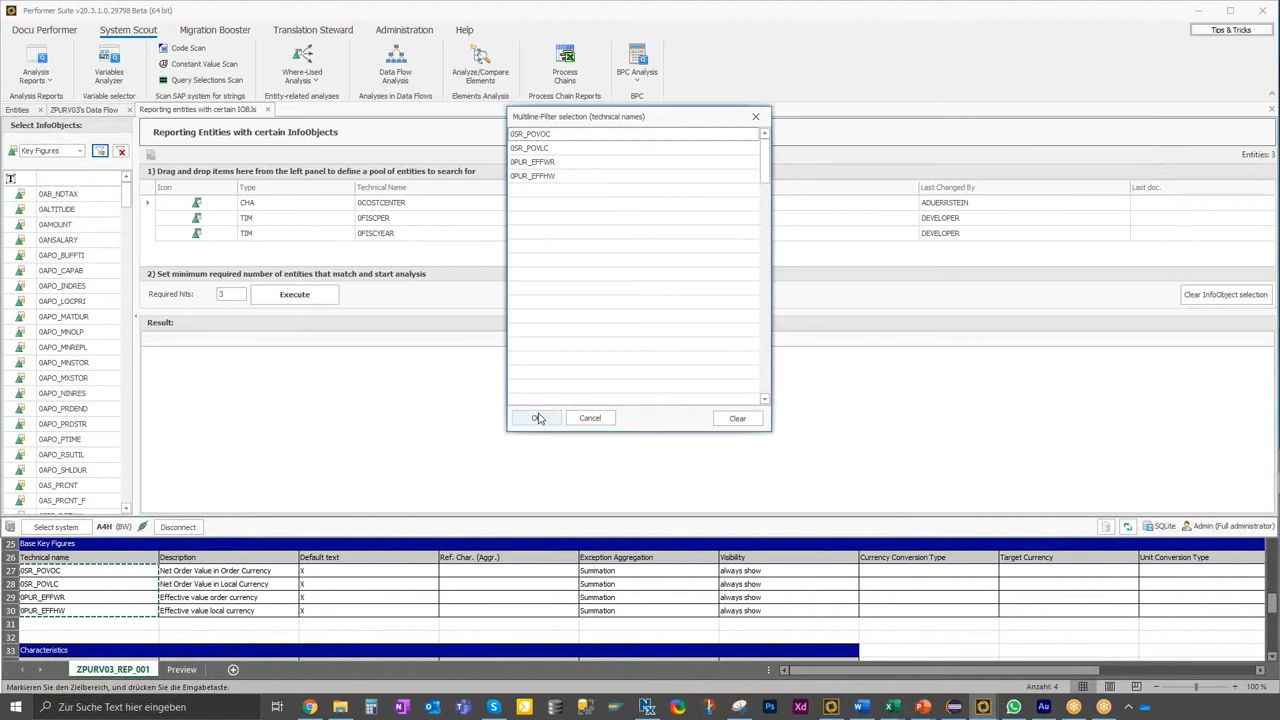 Performer Suite v20.3.1.0.29798 Beta (64 bit)
Docu Performer System Scout Migration Booster Translation Steward Administration Help
Tips & Tricks
Analysis Reports
Variables Analyzer
Code Scan
Constant Value Scan
Query Selections Scan
Where-Used Analysis
Data Flow Analysis
Analyze/Compare Elements
Process Chains
BPC Analysis
Analysis Reports Variable selector Scan SAP system for strings Entity-related analyses Analyses in Data Flows Elements Analysis Process Chain Reports BPC
Entities ZPURV03's Data Flow Reporting entities with certain IOBJs
Select InfoObjects:
Key Figures
0AB_NDTAX
0ALTITUDE
0AMOUNT
0ANSALARY
0APO_BUFFTI
0APO_CAPAB
0APO_INDRES
0APO_LOCPRI
0APO_MATDUR
0APO_MNOLP
0APO_MNREPL
0APO_MNSTOR
0APO_MXSTOR
0APO_NINRES
0APO_PRDEND
0APO_PRDSTR
0APO_PTIME
0APO_RSUTIL
0APO_SHLDUR
0AS_PRCNT
0AS_PRCNT_F
Reporting Entities with certain InfoObjects
Entities: 3
1) Drag and drop items here from the left panel to define a pool of entities to search for
Icon Type Technical Name Last Changed By Last doc.
CHA 0COSTCENTER ADUERRSTEIN
TIM 0FISCPER DEVELOPER
TIM 0FISCYEAR DEVELOPER
2) Set minimum required number of entities that match and start analysis
Required hits: 3 Execute Clear InfoObject selection
Result:
Multiline-Filter selection (technical names)
0SR_POVOC
0SR_POVLC
0PUR_EFFWR
0PUR_EFFHW
Cancel Clear
Select system A4H (BW) Disconnect SQLite Admin (Full administrator)
25 Base Key Figures
26 Technical name Description Default text Ref. Char. (Aggr.) Exception Aggregation Visibility Currency Conversion Type Target Currency Unit Conversion Type
27 0SR_POVOC Net Order Value in Order Currency X Summation always show
28 0SR_POVLC Net Order Value in Local Currency X Summation always show
29 0PUR_EFFWR Effective value order currency X Summation always show
30 0PUR_EFFHW Effective value local currency X Summation always show
31
32
33 Characteristics
ZPURV03_REP_001 Preview
Markieren Sie den Zielbereich, und drücken Sie die Eingabetaste. Anzahl: 4 100 %
Zur Suche Text hier eingeben